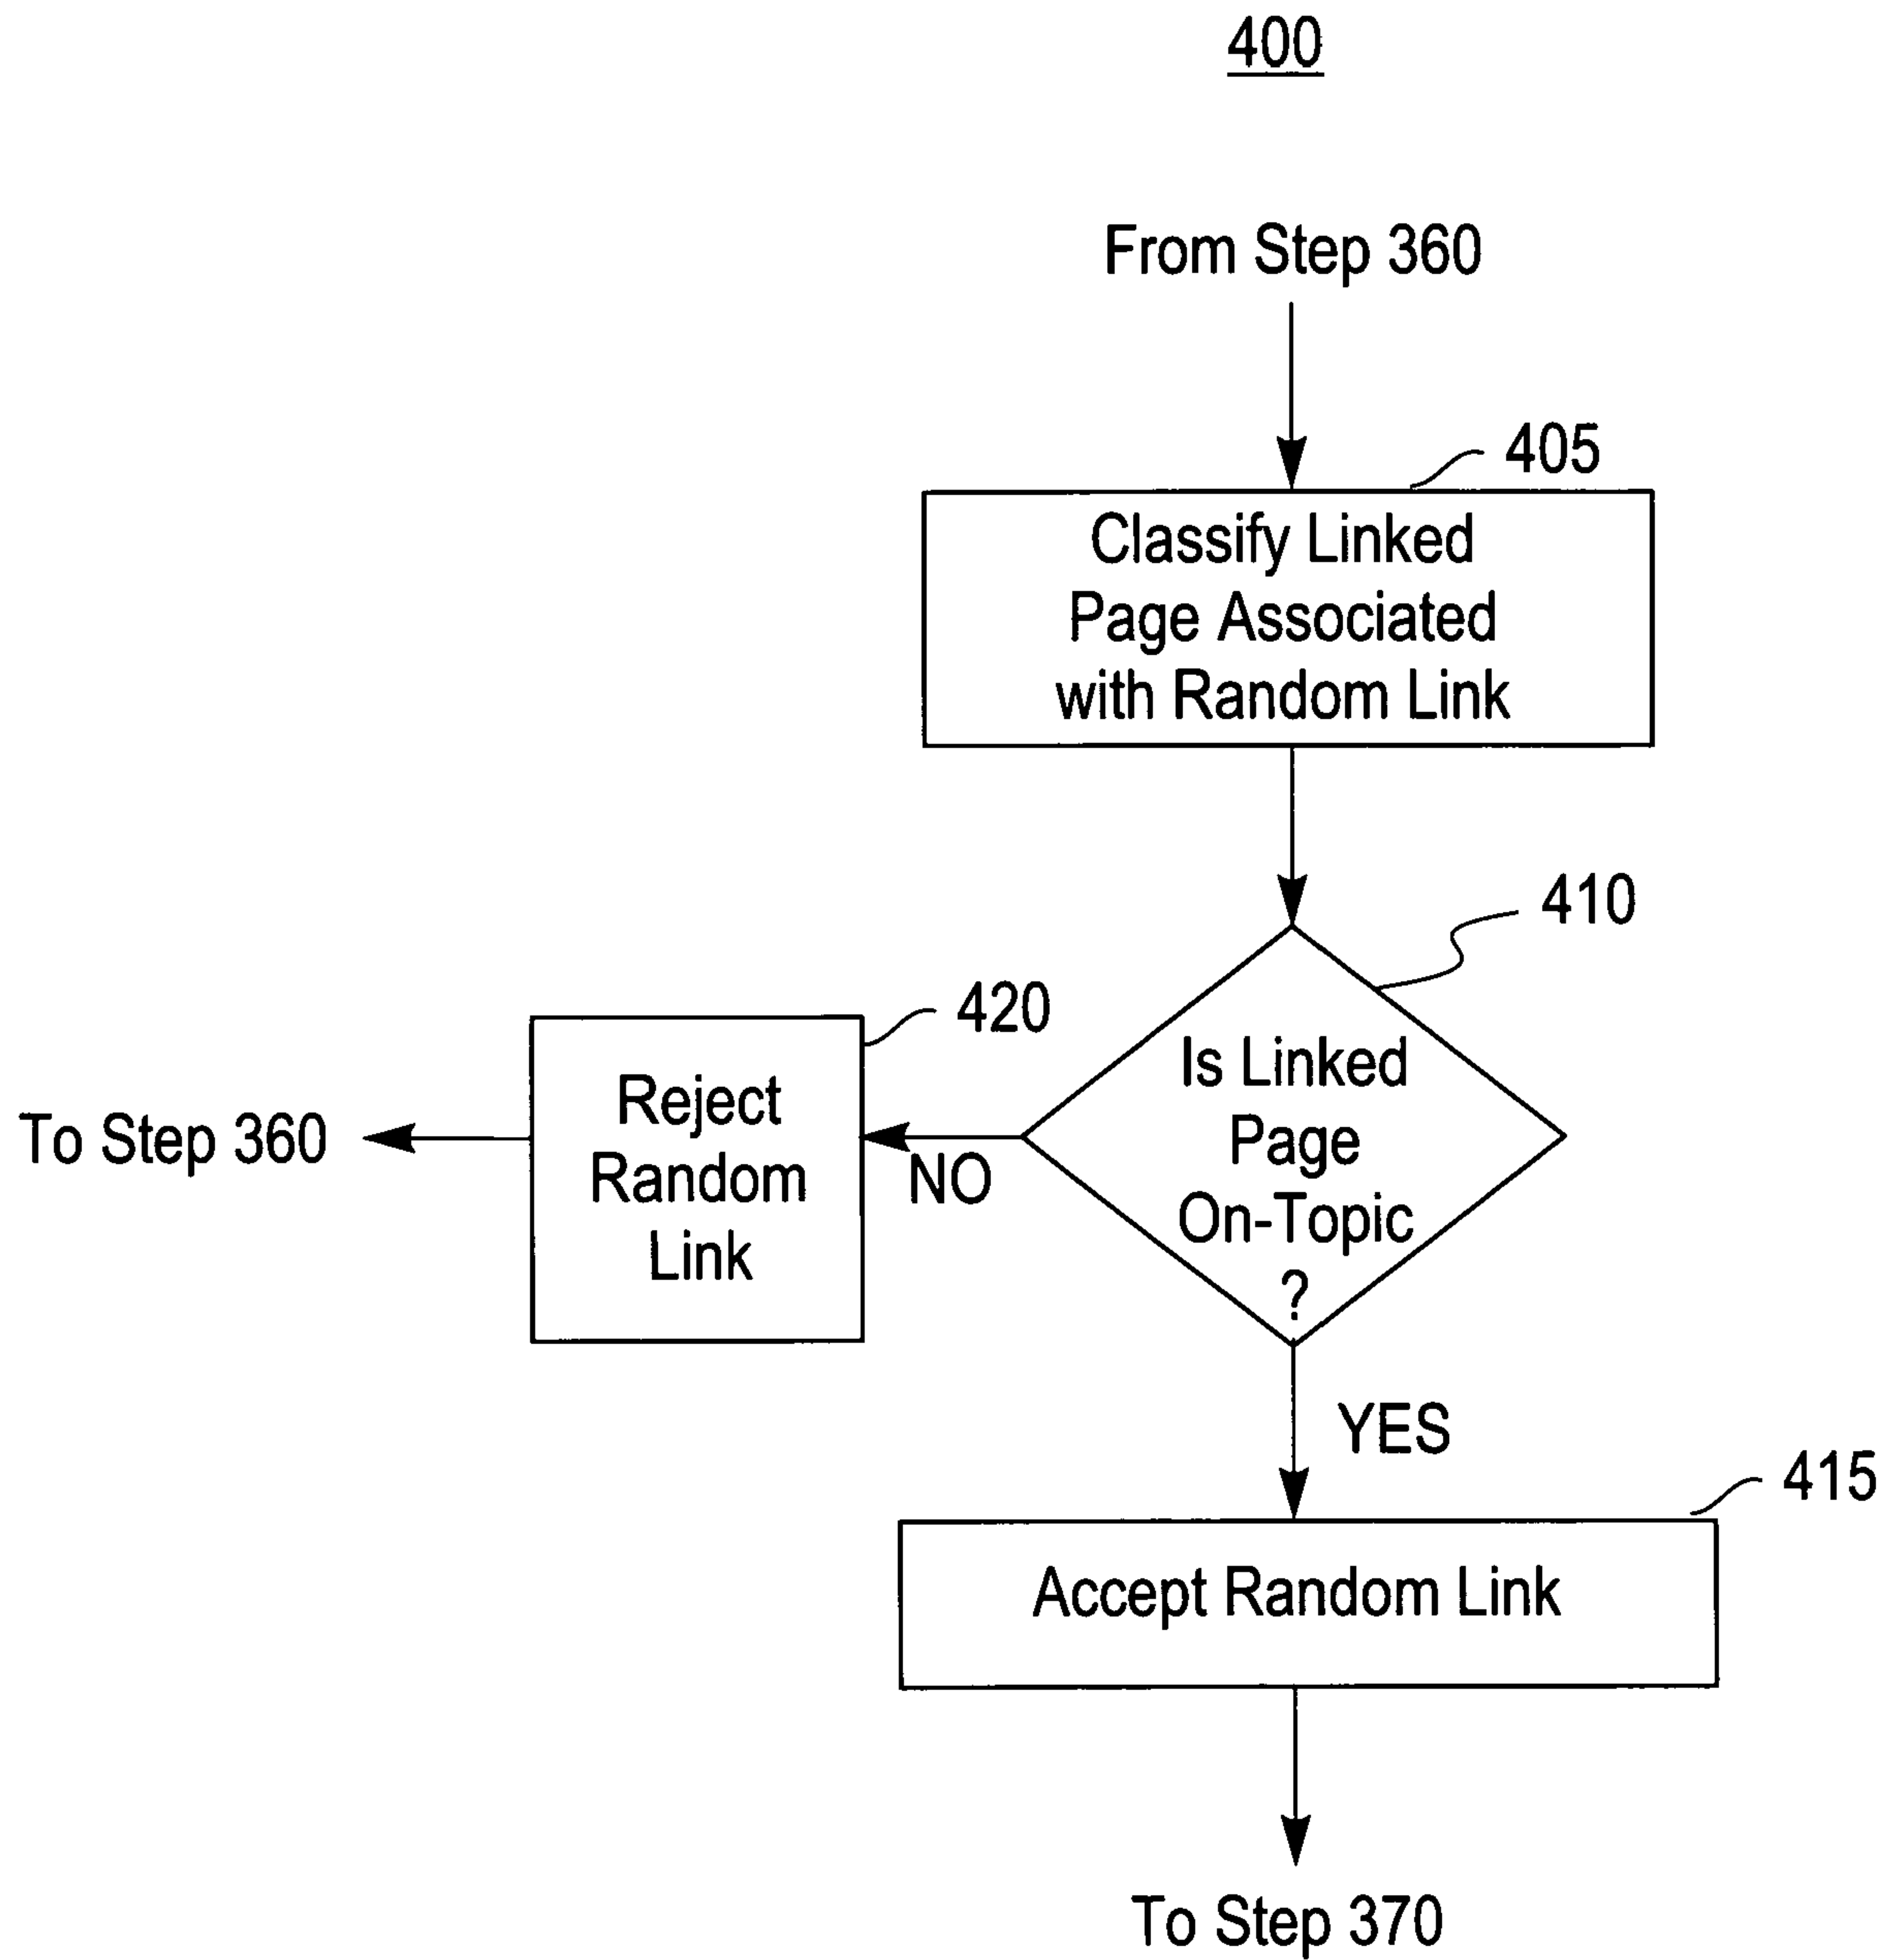 400
From Step 360
405
Classify Linked
Page Associated
with Random Link
410
Is Linked
Page
On-Topic
?
420
Reject
Random
Link
NO
To Step 360
YES
415
Accept Random Link
To Step 370